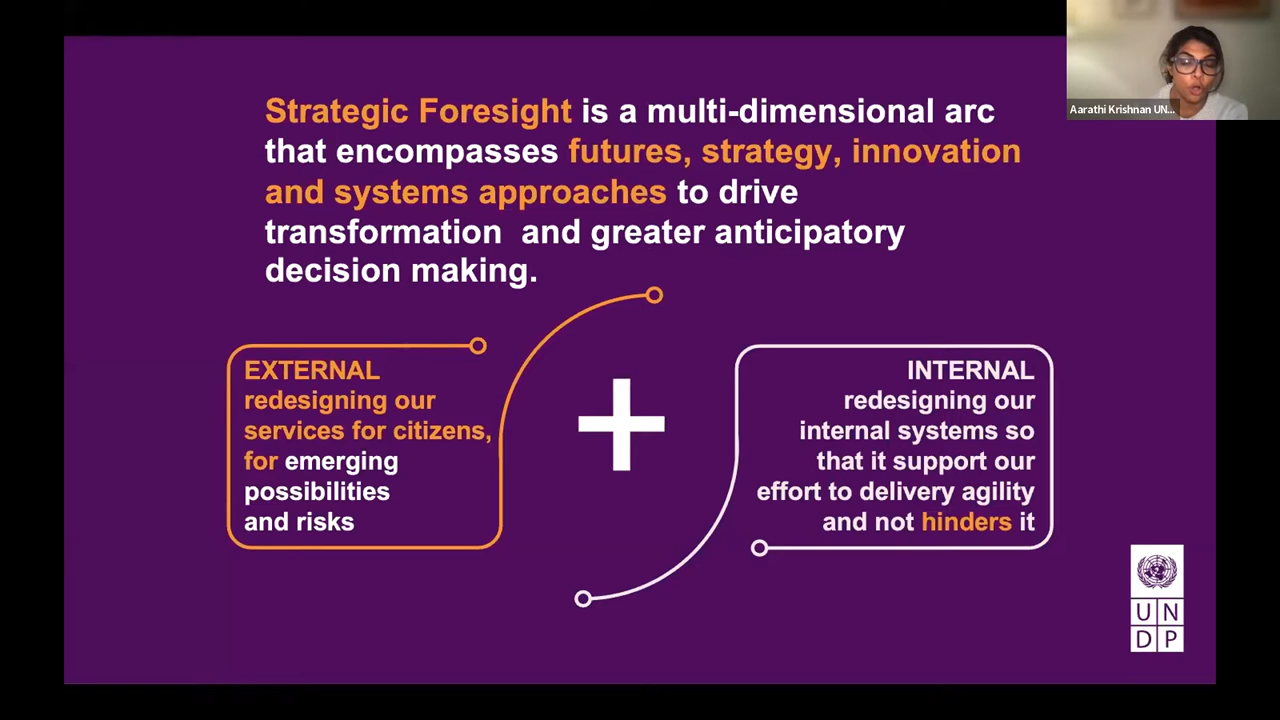 Strategic Foresight is a multi-dimensional arc
that encompasses futures, strategy, innovation
and systems approaches to drive
transformation  and greater anticipatory
decision making.
EXTERNAL
redesigning our
services for citizens,
for emerging
possibilities
and risks
+
INTERNAL
redesigning our
internal systems so
that it support our
effort to delivery agility
and not hinders it
Aarathi Krishnan UN...
U N
D P